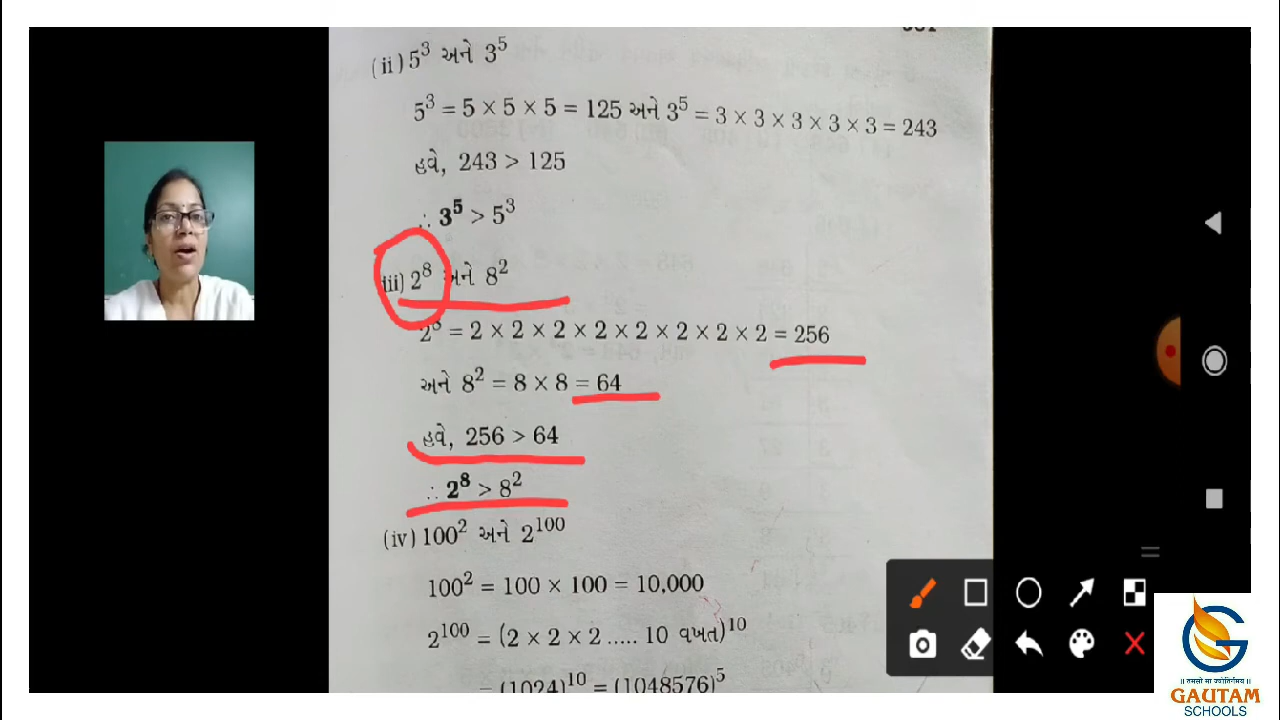 (ii) 5³ અને 3⁵
5³ = 5 × 5 × 5 = 125 અને 3⁵ = 3 × 3 × 3 × 3 × 3 = 243
હવે, 243 > 125
∴ 3⁵ > 5³
(iii) 2⁸ અને 8²
2⁸ = 2 × 2 × 2 × 2 × 2 × 2 × 2 × 2 = 256
અને 8² = 8 × 8 = 64
હવે, 256 > 64
∴ 2⁸ > 8²
(iv) 100² અને 2¹⁰⁰
100² = 100 × 100 = 10,000
2¹⁰⁰ = (2 × 2 × 2 ..... 10 વખત)¹⁰
= (1024)¹⁰ = (1048576)⁵
|| तमसो मा ज्योतिर्गमय ||
GAUTAM
SCHOOLS